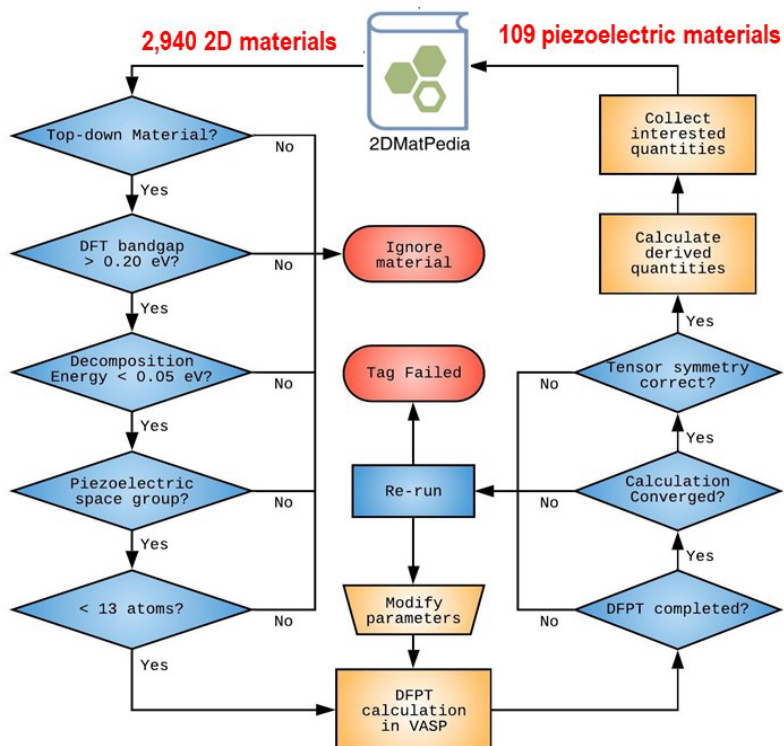 2,940 2D materials
109 piezoelectric materials
2DMatPedia
Top-down Material?
No
Yes
DFT bandgap
> 0.20 eV?
No
Yes
Decomposition
Energy < 0.05 eV?
No
Yes
Piezoelectric
space group?
No
Yes
< 13 atoms?
No
Yes
Ignore
material
Tag Failed
Re-run
Modify
parameters
DFPT
calculation
in VASP
Collect
interested
quantities
Calculate
derived
quantities
Yes
Tensor symmetry
correct?
No
Yes
Calculation
Converged?
No
Yes
DFPT completed?
No